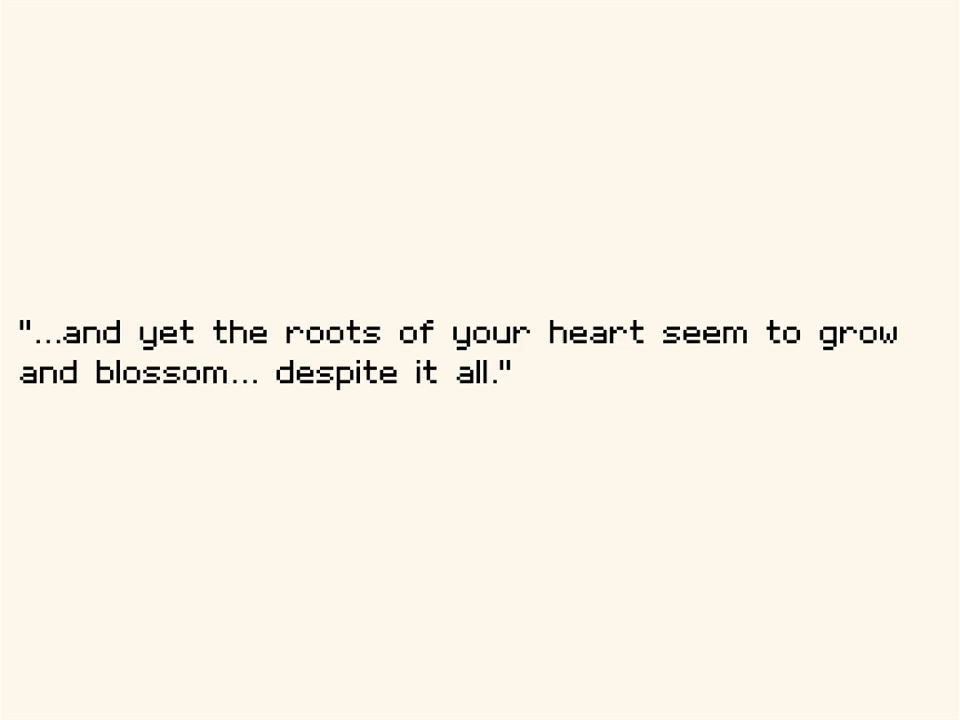 "...and yet the roots of your heart seem to grow
and blossom... despite it all."